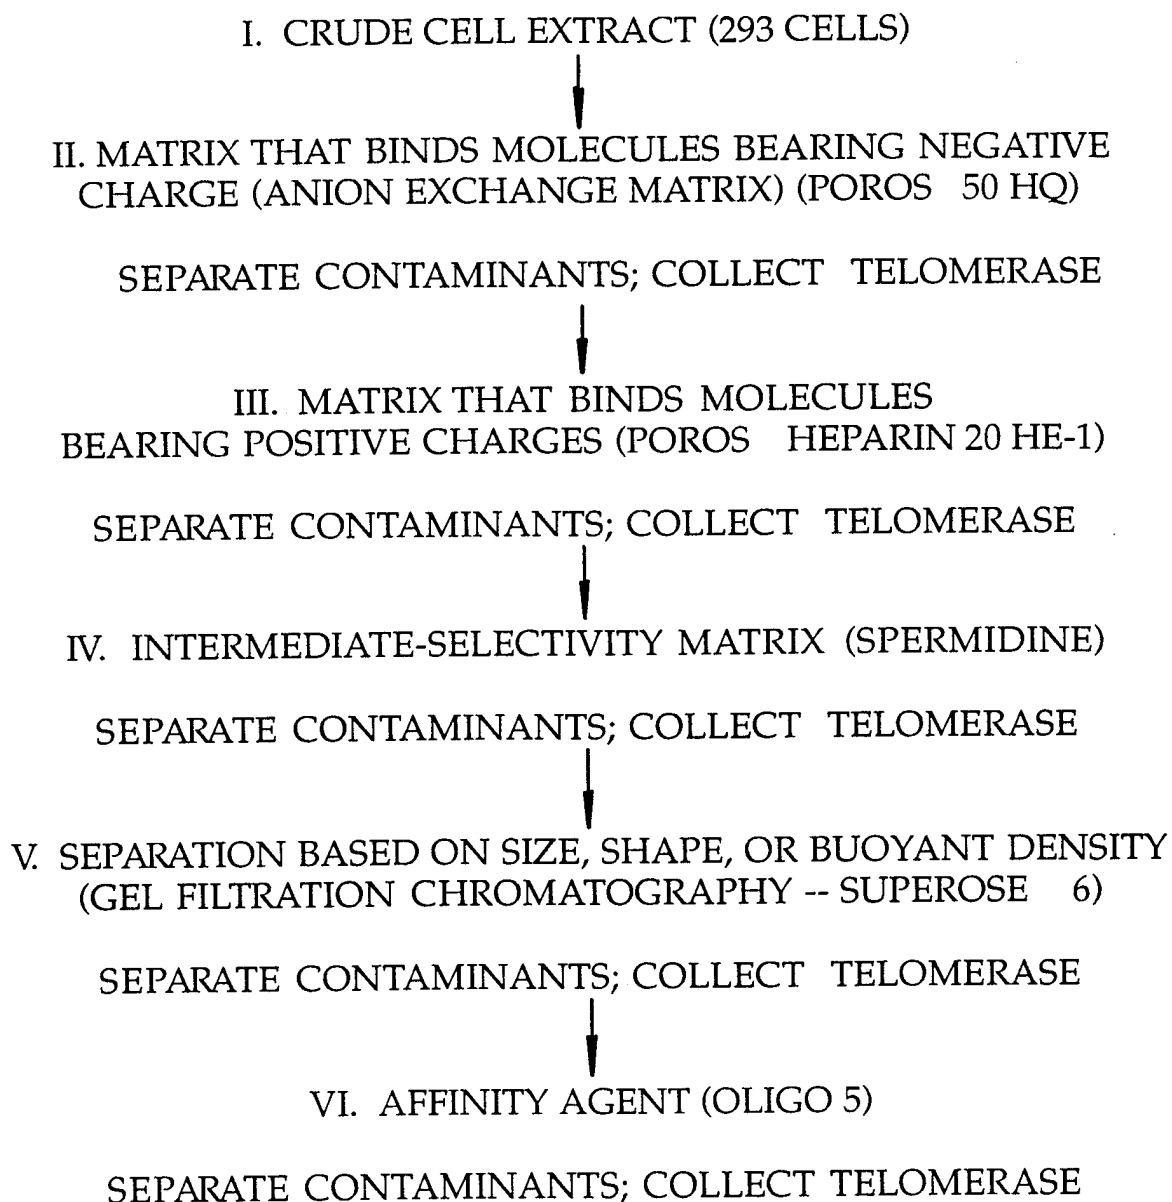 I. CRUDE CELL EXTRACT (293 CELLS)
II. MATRIX THAT BINDS MOLECULES BEARING NEGATIVE
CHARGE (ANION EXCHANGE MATRIX) (POROS 50 HQ)
SEPARATE CONTAMINANTS; COLLECT TELOMERASE
III. MATRIX THAT BINDS MOLECULES
BEARING POSITIVE CHARGES (POROS HEPARIN 20 HE-1)
SEPARATE CONTAMINANTS; COLLECT TELOMERASE
IV. INTERMEDIATE-SELECTIVITY MATRIX (SPERMIDINE)
SEPARATE CONTAMINANTS; COLLECT TELOMERASE
V. SEPARATION BASED ON SIZE, SHAPE, OR BUOYANT DENSITY
(GEL FILTRATION CHROMATOGRAPHY -- SUPEROSE 6)
SEPARATE CONTAMINANTS; COLLECT TELOMERASE
VI. AFFINITY AGENT (OLIGO 5)
SEPARATE CONTAMINANTS; COLLECT TELOMERASE